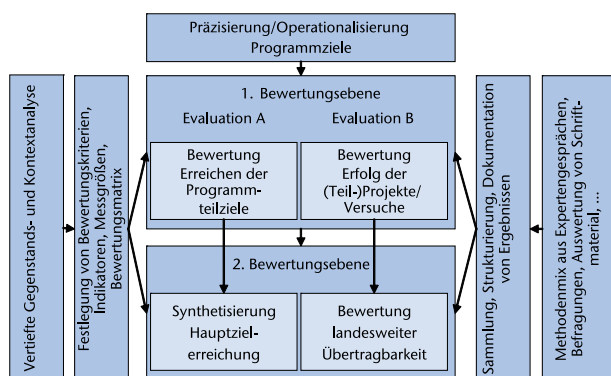 Präzisierung/Operationalisierung
Programmziele
Vertiefte Gegenstands- und Kontextanalyse
Festlegung von Bewertungskriterien,
Indikatoren, Messgrößen,
Bewertungsmatrix
1. Bewertungsebene
Evaluation A
Evaluation B
Bewertung
Erreichen der
Programm-
teilziele
Bewertung
Erfolg der
(Teil-)Projekte/
Versuche
2. Bewertungsebene
Synthetisierung
Hauptziel-
erreichung
Bewertung
landesweiter
Übertragbarkeit
Sammlung, Strukturierung, Dokumentation
von Ergebnissen
Methodenmix aus Expertengesprächen,
Befragungen, Auswertung von Schrift-
material, ...